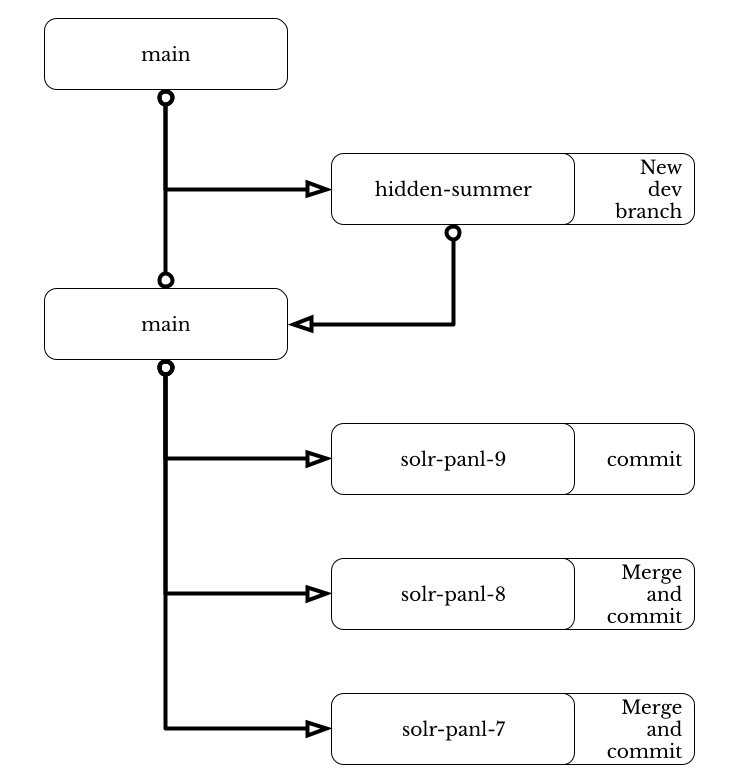 main
hidden-summer
New
dev
branch
main
solr-panl-9
commit
solr-panl-8
Merge
and
commit
solr-panl-7
Merge
and
commit